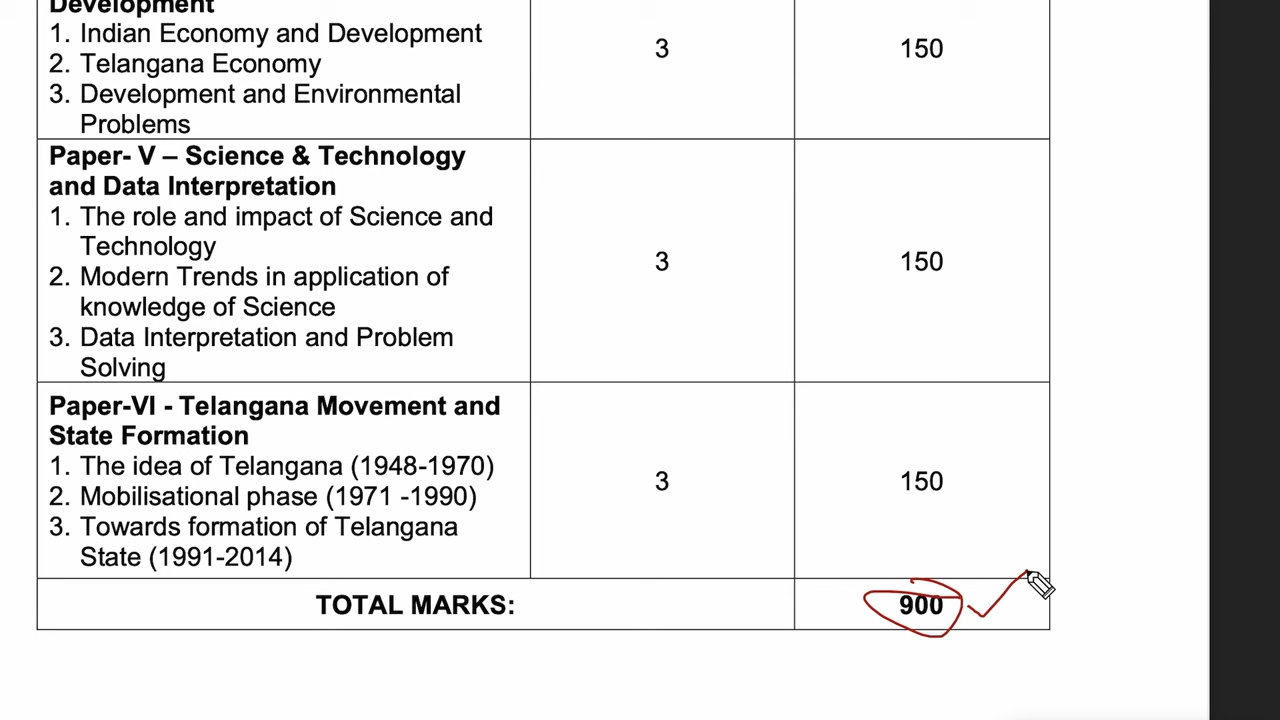 Development
1. Indian Economy and Development
2. Telangana Economy
3. Development and Environmental
Problems
3
150
Paper- V – Science & Technology
and Data Interpretation
1. The role and impact of Science and
Technology
2. Modern Trends in application of
knowledge of Science
3. Data Interpretation and Problem
Solving
3
150
Paper-VI - Telangana Movement and
State Formation
1. The idea of Telangana (1948-1970)
2. Mobilisational phase (1971 -1990)
3. Towards formation of Telangana
State (1991-2014)
3
150
TOTAL MARKS:
900